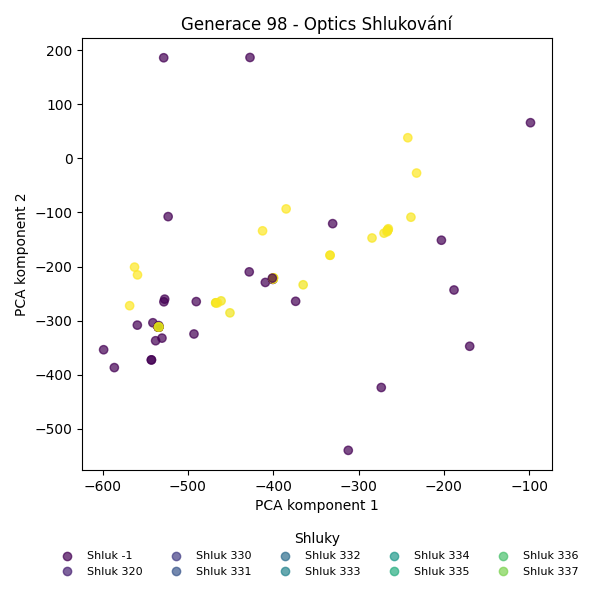 Generace 98 - Optics Shlukování
200
100
0
−100
−200
−300
−400
−500
PCA komponent 2
−600 −500 −400 −300 −200 −100
PCA komponent 1
Shluky
Shluk -1 Shluk 330 Shluk 332 Shluk 334 Shluk 336
Shluk 320 Shluk 331 Shluk 333 Shluk 335 Shluk 337